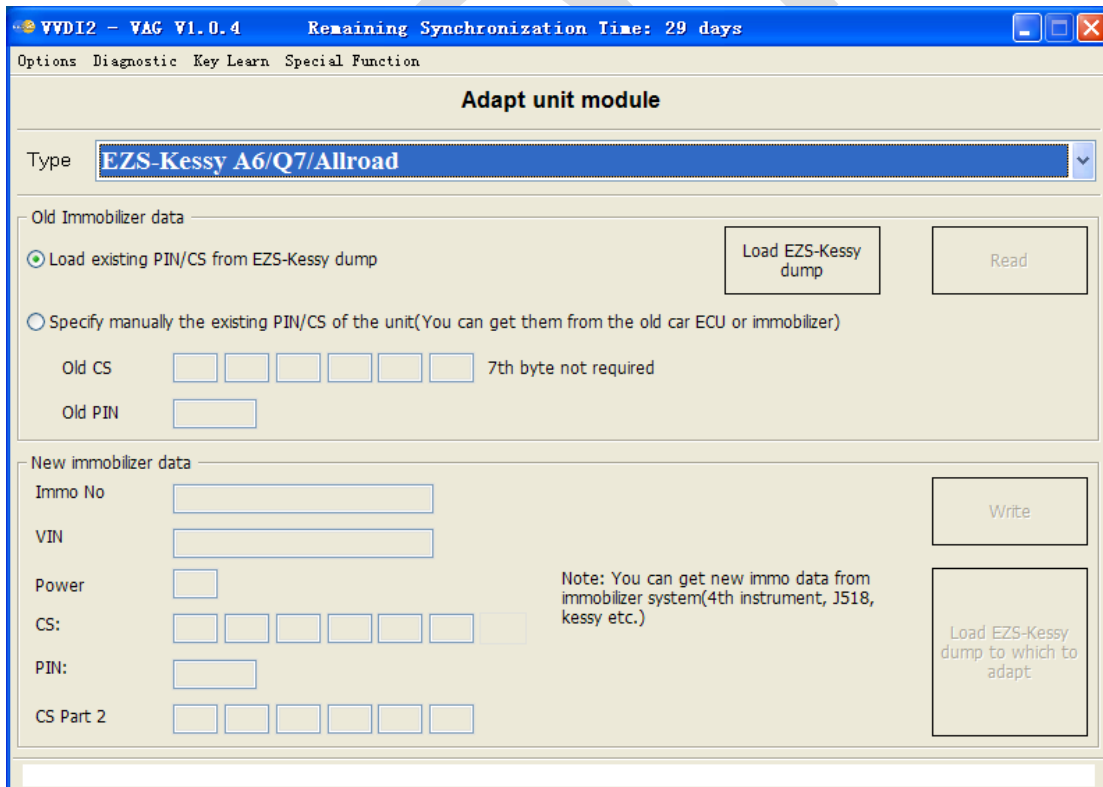 VVDI2 - VAG V1.0.4 Remaining Synchronization Time: 29 days
Options Diagnostic Key Learn Special Function
Adapt unit module
Type EZS-Kessy A6/Q7/Allroad
Old Immobilizer data
Load existing PIN/CS from EZS-Kessy dump
Load EZS-Kessy
dump
Read
Specify manually the existing PIN/CS of the unit(You can get them from the old car ECU or immobilizer)
Old CS 7th byte not required
Old PIN
New immobilizer data
Immo No
Write
VIN
Power
Note: You can get new immo data from
immobilizer system(4th instrument, J518,
kessy etc.)
CS:
Load EZS-Kessy
dump to which to
adapt
PIN:
CS Part 2